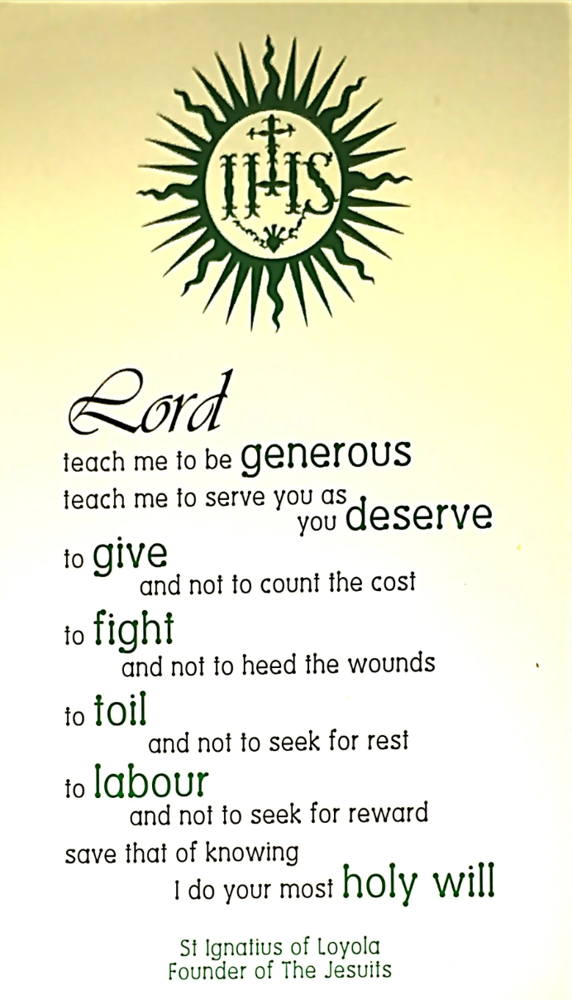 IHS
Lord
teach me to be generous
teach me to serve you as
you deserve
to give
and not to count the cost
to fight
and not to heed the wounds
to toil
and not to seek for rest
to labour
and not to seek for reward
save that of knowing
I do your most holy will
St Ignatius of Loyola
Founder of The Jesuits